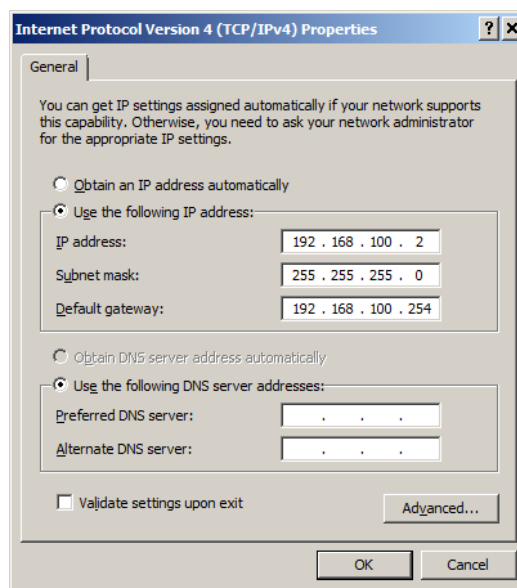 Internet Protocol Version 4 (TCP/IPv4) Properties
General
You can get IP settings assigned automatically if your network supports
this capability. Otherwise, you need to ask your network administrator
for the appropriate IP settings.
Obtain an IP address automatically
Use the following IP address:
IP address: 192 . 168 . 100 . 2
Subnet mask: 255 . 255 . 255 . 0
Default gateway: 192 . 168 . 100 . 254
Obtain DNS server address automatically
Use the following DNS server addresses:
Preferred DNS server: . . .
Alternate DNS server: . . .
Validate settings upon exit
Advanced...
OK Cancel